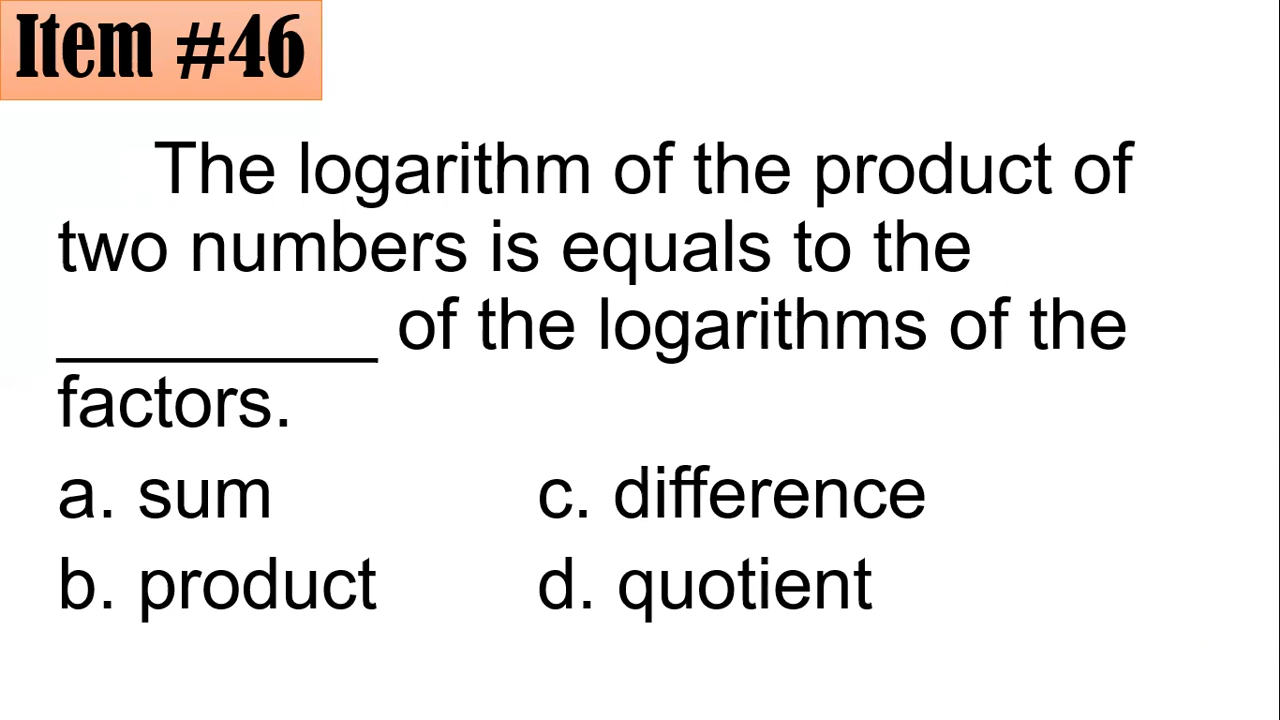 Item #46
The logarithm of the product of
two numbers is equals to the
_________ of the logarithms of the
factors.
a. sum c. difference
b. product d. quotient